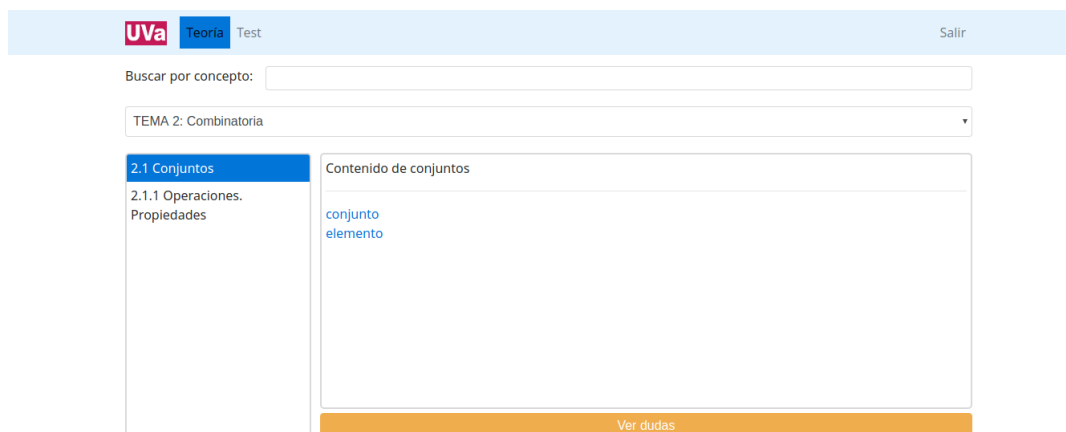 UVa Teoría Test Salir
Buscar por concepto:
TEMA 2: Combinatoria
2.1 Conjuntos
2.1.1 Operaciones.
Propiedades
Contenido de conjuntos
conjunto
elemento
Ver dudas